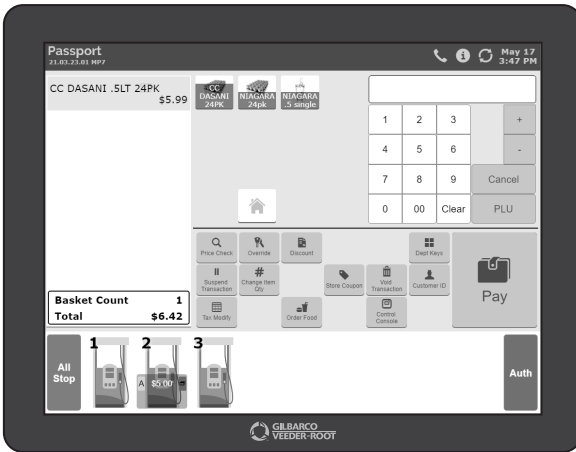 Passport
21.03.23.01 MP7
May 17
3:47 PM
CC DASANI .5LT 24PK
$5.99
CC
DASANI
24PK
NIAGARA
24pk
NIAGARA
.5 single
1 2 3 +
4 5 6 -
7 8 9 Cancel
0 00 Clear PLU
Price Check
Override
Discount
Dept Keys
Suspend
Transaction
Change Item
Qty
Store Coupon
Void
Transaction
Customer ID
Tax Modify
Order Food
Control
Console
Pay
Basket Count 1
Total $6.42
All
Stop
1 2 3
A $5.00
Auth
GILBARCO
VEEDER-ROOT